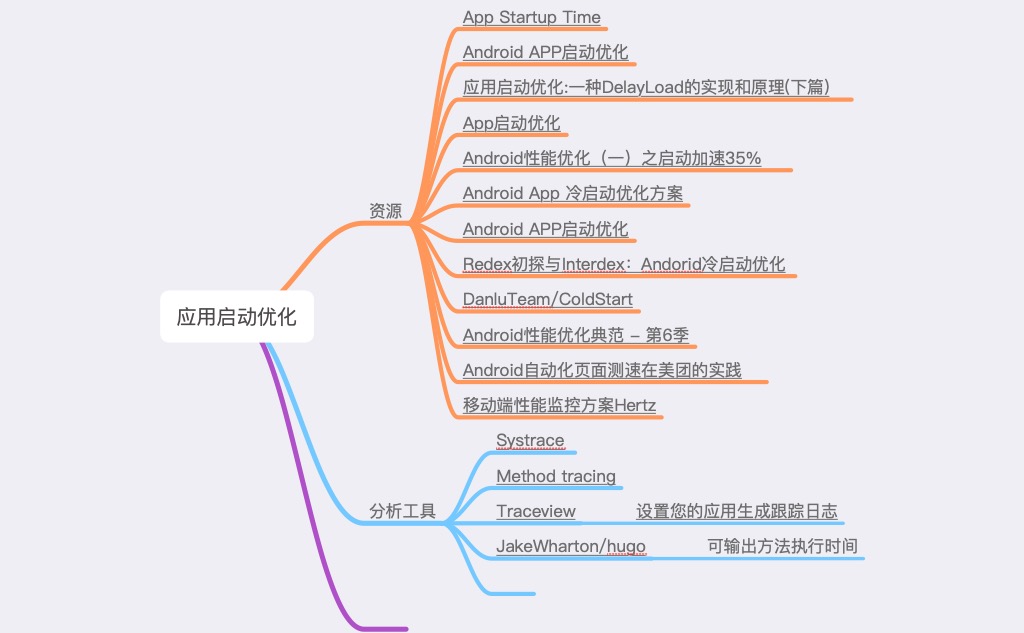 App Startup Time
Android APP启动优化
应用启动优化:一种DelayLoad的实现和原理(下篇)
App启动优化
Android性能优化（一）之启动加速35%
Android App 冷启动优化方案
资源
Android APP启动优化
Redex初探与Interdex：Andorid冷启动优化
DanluTeam/ColdStart
应用启动优化
Android性能优化典范 – 第6季
Android自动化页面测速在美团的实践
移动端性能监控方案Hertz
Systrace
Method tracing
分析工具
Traceview 设置您的应用生成跟踪日志
JakeWharton/hugo 可输出方法执行时间